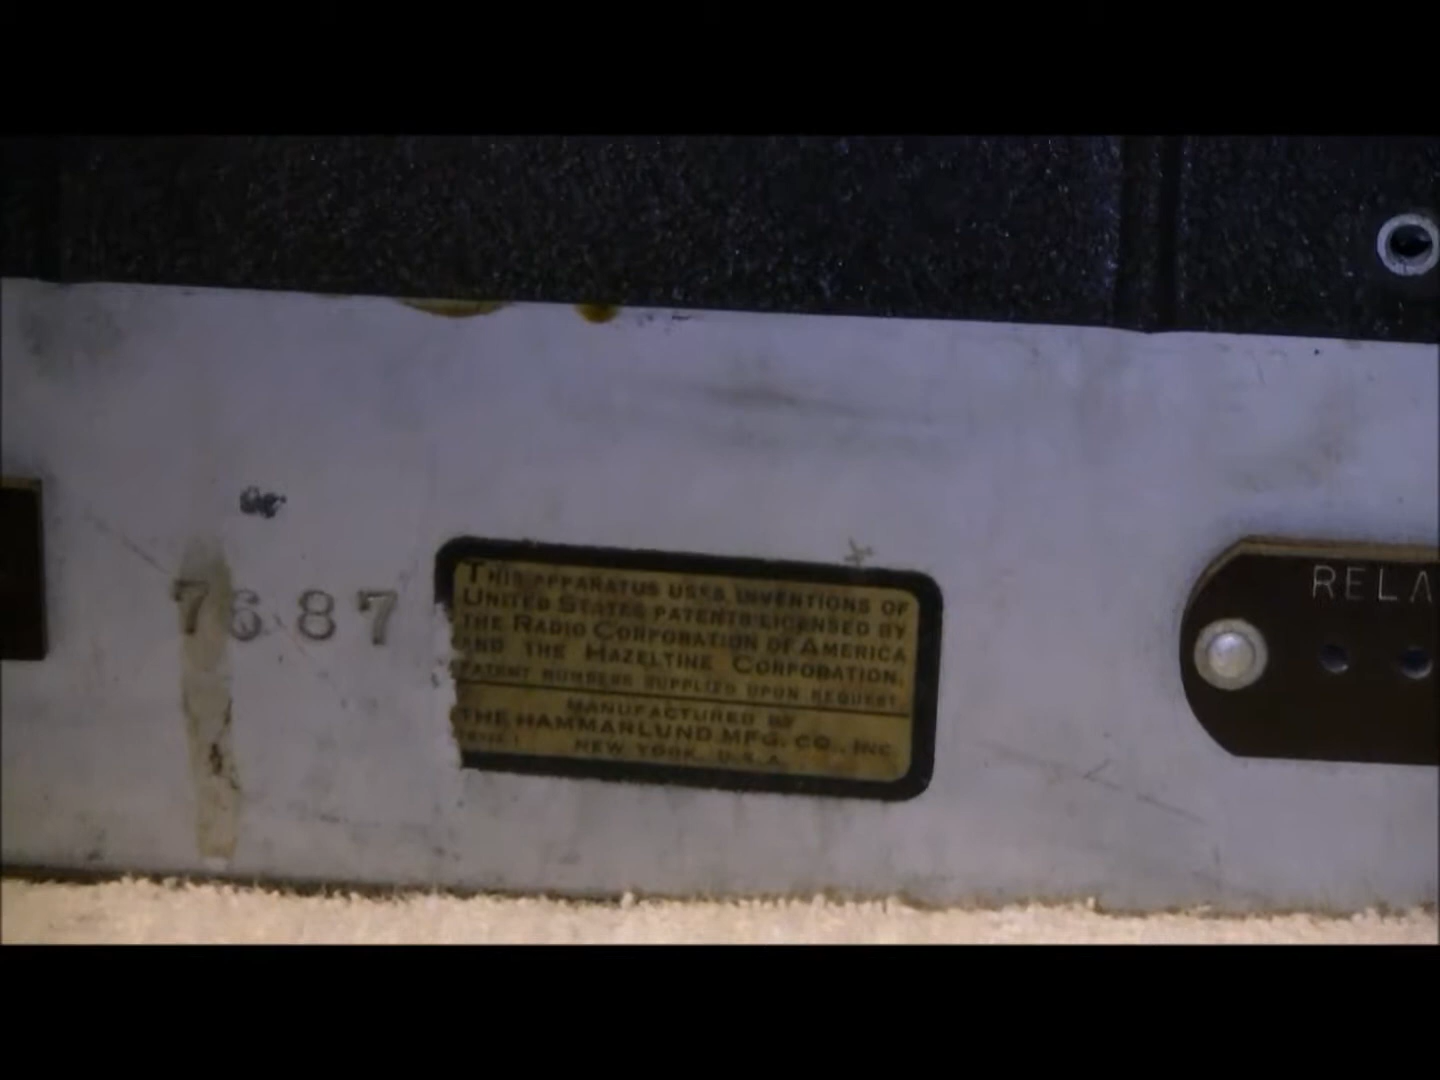 7687
THIS APPARATUS USES INVENTIONS OF
UNITED STATES PATENTS LICENSED BY
THE RADIO CORPORATION OF AMERICA
AND THE HAZELTINE CORPORATION.
PATENT NUMBERS SUPPLIED UPON REQUEST.
MANUFACTURED BY
THE HAMMARLUND MFG. CO., INC.
NEW YORK, U.S.A.
RELA